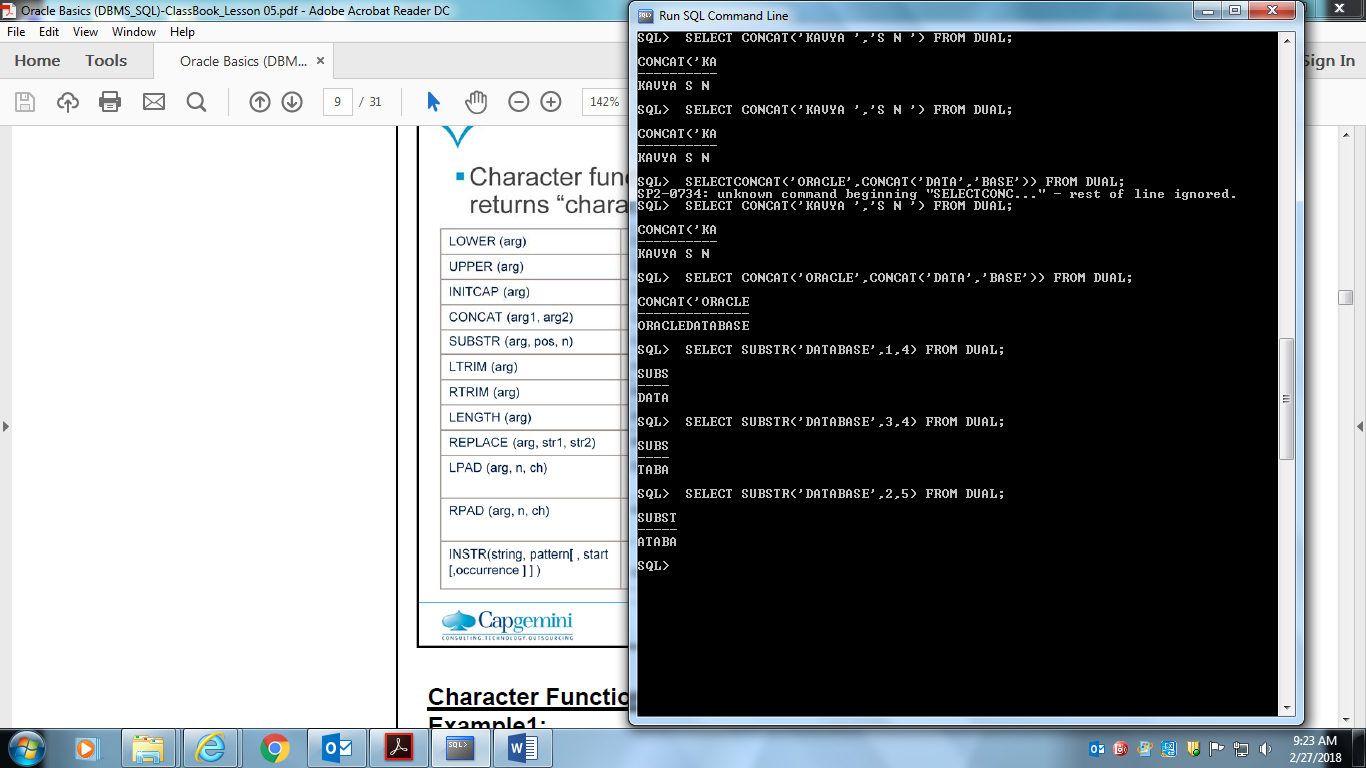 Oracle Basics (DBMS_SQL)-ClassBook_Lesson 05.pdf - Adobe Acrobat Reader DC
File Edit View Window Help
Home Tools Oracle Basics (DBM... × Sign In
9 / 31 142%
Character fun
returns “chara
LOWER (arg)
UPPER (arg)
INITCAP (arg)
CONCAT (arg1, arg2)
SUBSTR (arg, pos, n)
LTRIM (arg)
RTRIM (arg)
LENGTH (arg)
REPLACE (arg, str1, str2)
LPAD (arg, n, ch)
RPAD (arg, n, ch)
INSTR(string, pattern[ , start
[,occurrence ] ] )
Capgemini
CONSULTING.TECHNOLOGY.OUTSOURCING
Character Functio
Example1:
Run SQL Command Line
SQL> SELECT CONCAT('KAVYA ','S N ') FROM DUAL;
CONCAT('KA
----------
KAVYA S N
SQL> SELECT CONCAT('KAVYA ','S N ') FROM DUAL;
CONCAT('KA
----------
KAVYA S N
SQL> SELECTCONCAT('ORACLE',CONCAT('DATA','BASE')) FROM DUAL;
SP2-0734: unknown command beginning "SELECTCONC..." - rest of line ignored.
SQL> SELECT CONCAT('KAVYA ','S N ') FROM DUAL;
CONCAT('KA
----------
KAVYA S N
SQL> SELECT CONCAT('ORACLE',CONCAT('DATA','BASE')) FROM DUAL;
CONCAT('ORACLE
--------------
ORACLEDATABASE
SQL> SELECT SUBSTR('DATABASE',1,4) FROM DUAL;
SUBS
----
DATA
SQL> SELECT SUBSTR('DATABASE',3,4) FROM DUAL;
SUBS
----
TABA
SQL> SELECT SUBSTR('DATABASE',2,5) FROM DUAL;
SUBST
-----
ATABA
SQL>
9:23 AM
2/27/2018